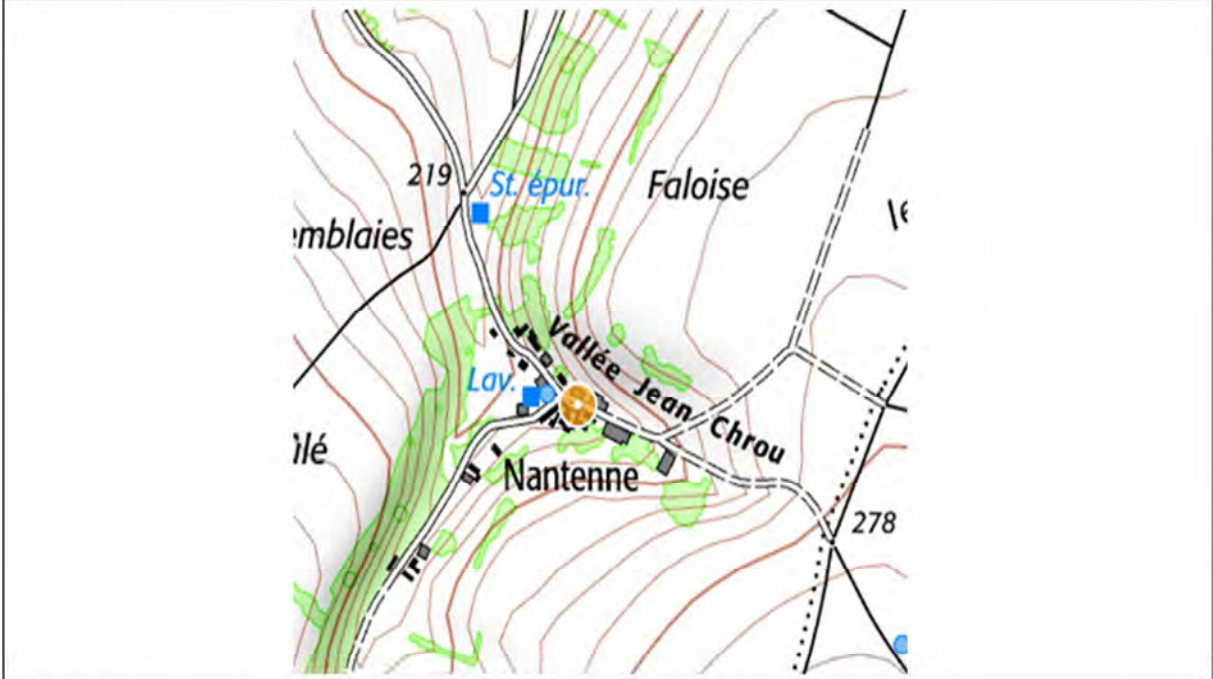 219
St. épur.
Faloise
emblaies
Vallée Jean Chrou
Lav.
Nantenne
278